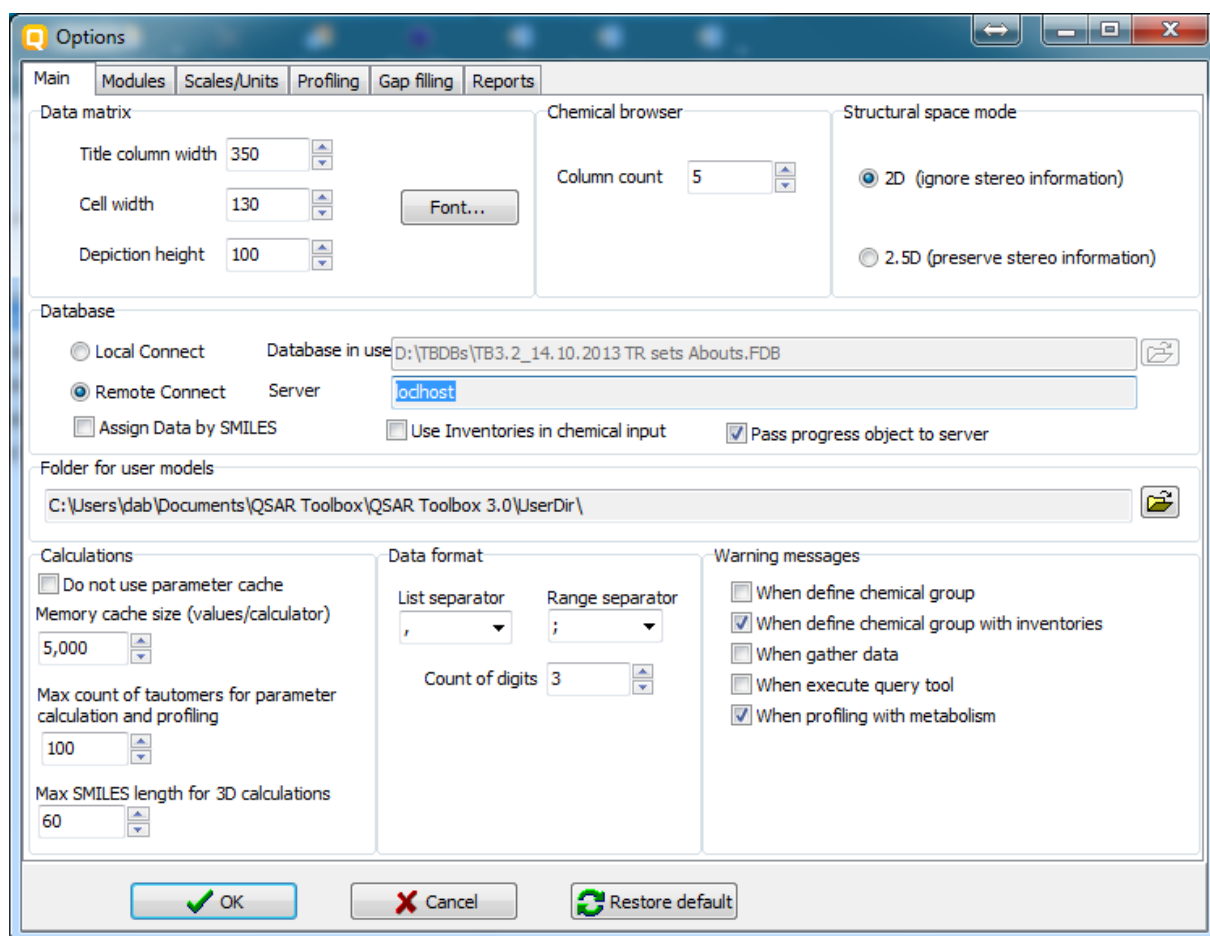 Options
Main Modules Scales/Units Profiling Gap filling Reports
Data matrix
Title column width 350
Cell width 130
Font...
Depiction height 100
Chemical browser
Column count 5
Structural space mode
2D (ignore stereo information)
2.5D (preserve stereo information)
Database
Local Connect Database in use D:\TBDBs\TB3.2_14.10.2013 TR sets Abouts.FDB
Remote Connect Server loclhost
Assign Data by SMILES Use Inventories in chemical input Pass progress object to server
Folder for user models
C:\Users\dab\Documents\QSAR Toolbox\QSAR Toolbox 3.0\UserDir\
Calculations
Do not use parameter cache
Memory cache size (values/calculator)
5,000
Max count of tautomers for parameter
calculation and profiling
100
Max SMILES length for 3D calculations
60
Data format
List separator Range separator
, ;
Count of digits 3
Warning messages
When define chemical group
When define chemical group with inventories
When gather data
When execute query tool
When profiling with metabolism
OK Cancel Restore default